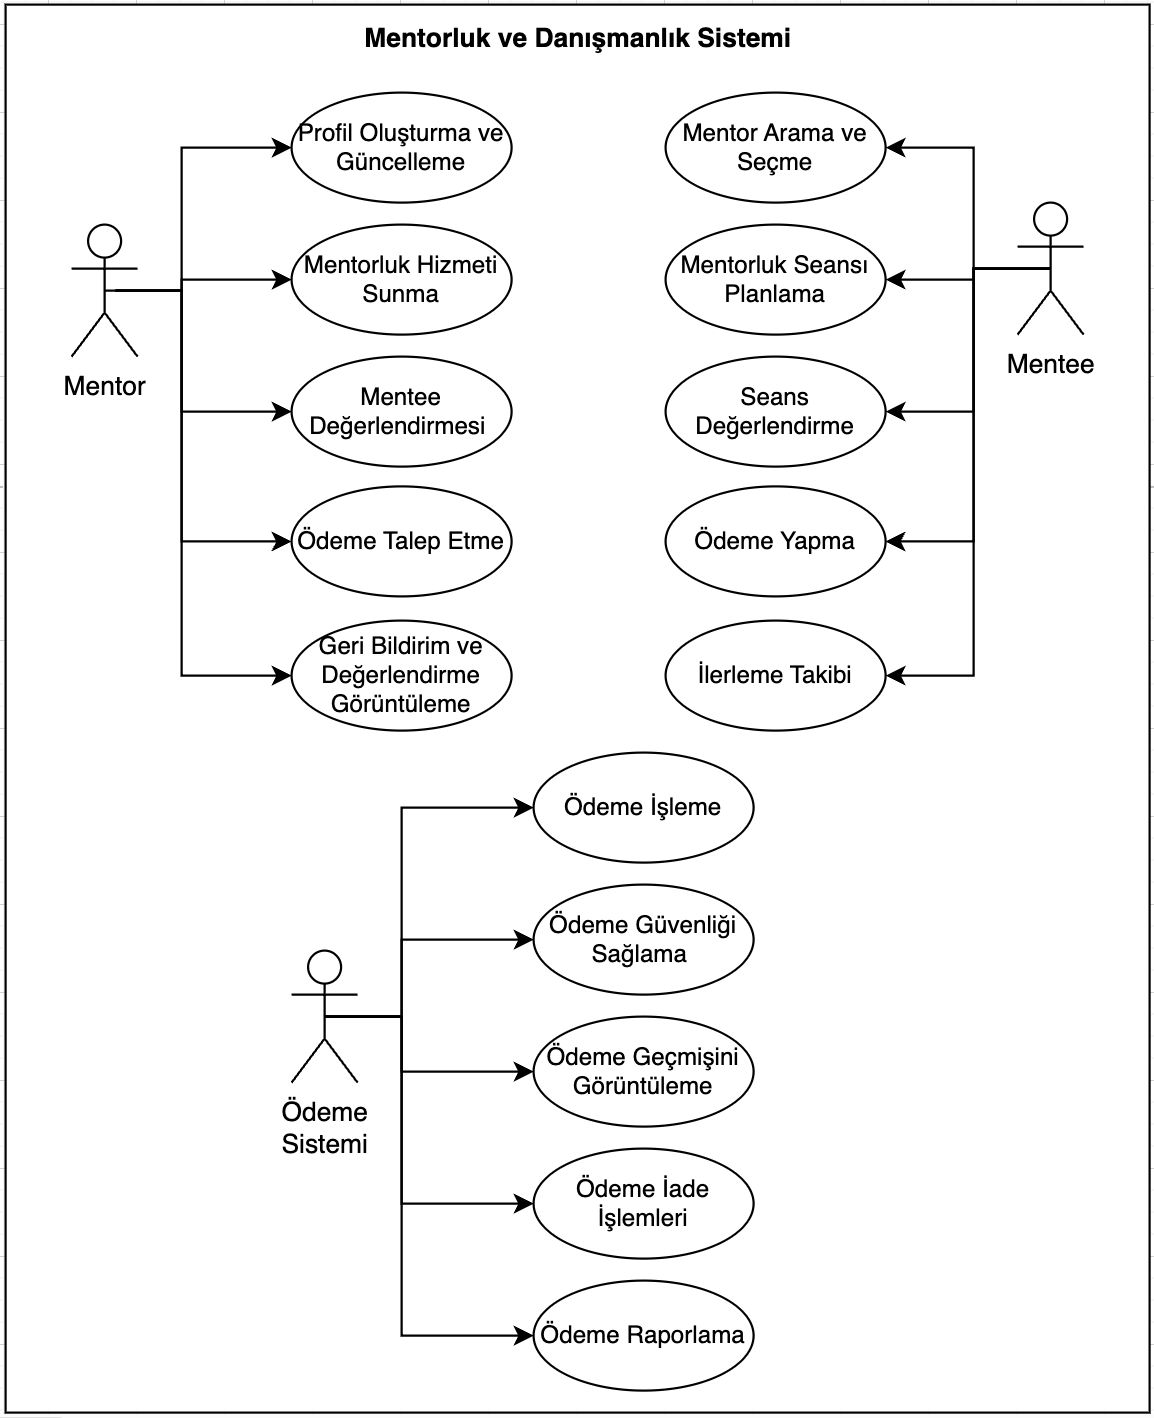 Mentorluk ve Danışmanlık Sistemi
Profil Oluşturma ve
Güncelleme
Mentorluk Hizmeti
Sunma
Mentee
Değerlendirmesi
Ödeme Talep Etme
Geri Bildirim ve
Değerlendirme
Görüntüleme
Mentor
Mentor Arama ve
Seçme
Mentorluk Seansı
Planlama
Seans
Değerlendirme
Ödeme Yapma
İlerleme Takibi
Mentee
Ödeme İşleme
Ödeme Güvenliği
Sağlama
Ödeme Geçmişini
Görüntüleme
Ödeme İade
İşlemleri
Ödeme Raporlama
Ödeme
Sistemi